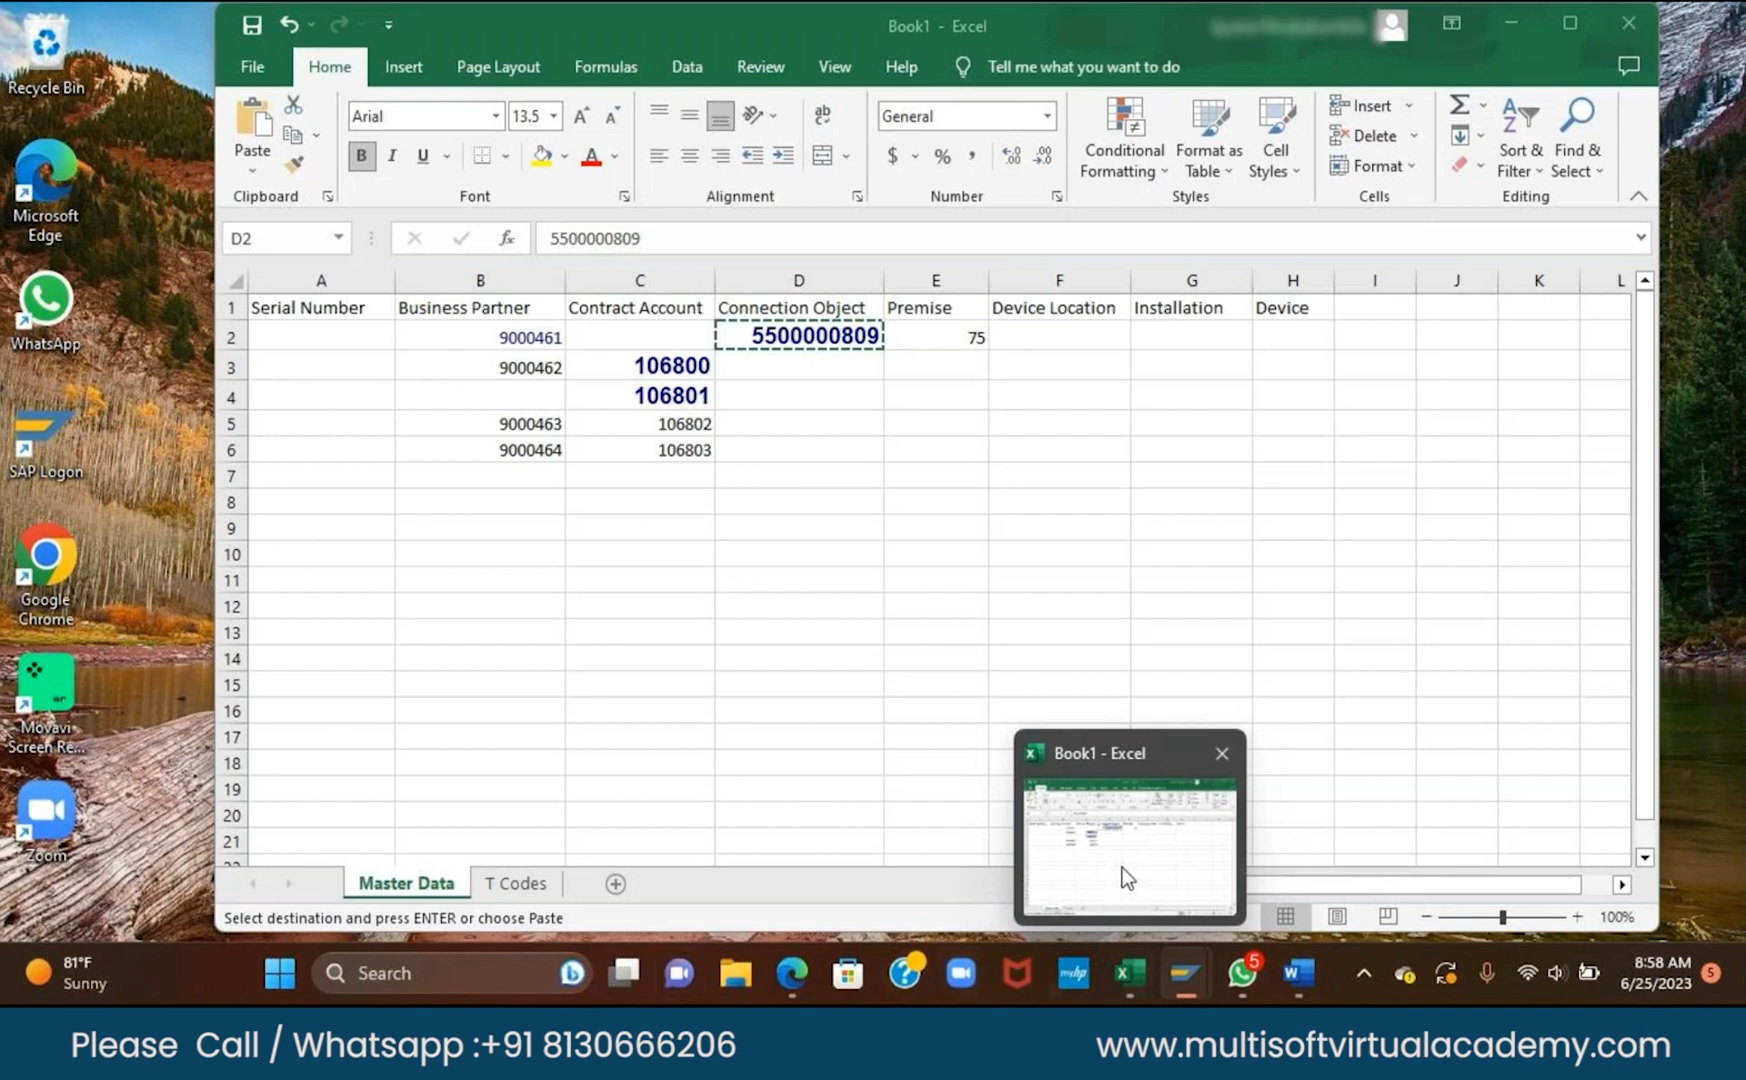 Recycle Bin
Microsoft
Edge
WhatsApp
SAP Logon
Google
Chrome
Movavi
Screen Re...
Zoom
Book1 - Excel
File Home Insert Page Layout Formulas Data Review View Help Tell me what you want to do
Paste
Clipboard
Arial 13.5
B I U A
Font
ab
Alignment
General
$ % ,
Number
Conditional
Formatting
Format as
Table
Cell
Styles
Styles
Insert
Delete
Format
Cells
Sort &
Filter
Find &
Select
Editing
D2 fx 5500000809
A B C D E F G H I J K L
1 Serial Number Business Partner Contract Account Connection Object Premise Device Location Installation Device
2 9000461 5500000809 75
3 9000462 106800
4 106801
5 9000463 106802
6 9000464 106803
7
8
9
10
11
12
13
14
15
16
17
18
19
20
21
Book1 - Excel
Master Data T Codes
Select destination and press ENTER or choose Paste
100%
81°F
Sunny
Search
myhp
5
8:58 AM
6/25/2023
5
Please Call / Whatsapp :+91 8130666206
www.multisoftvirtualacademy.com